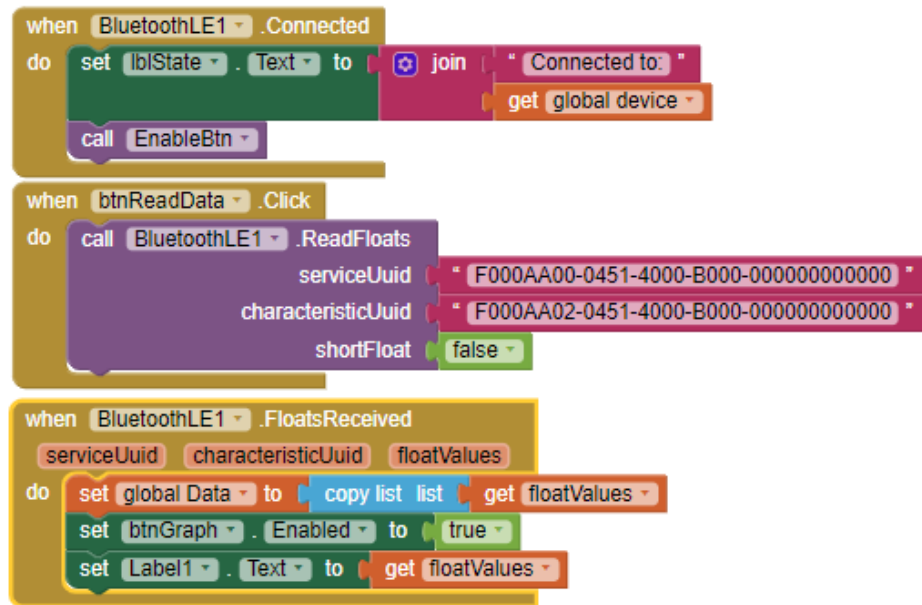 when BluetoothLE1 .Connected
do set lblState . Text to join " Connected to: "
get global device
call EnableBtn
when btnReadData .Click
do call BluetoothLE1 .ReadFloats
serviceUuid " F000AA00-0451-4000-B000-000000000000 "
characteristicUuid " F000AA02-0451-4000-B000-000000000000 "
shortFloat false
when BluetoothLE1 .FloatsReceived
serviceUuid characteristicUuid floatValues
do set global Data to copy list list get floatValues
set btnGraph . Enabled to true
set Label1 . Text to get floatValues